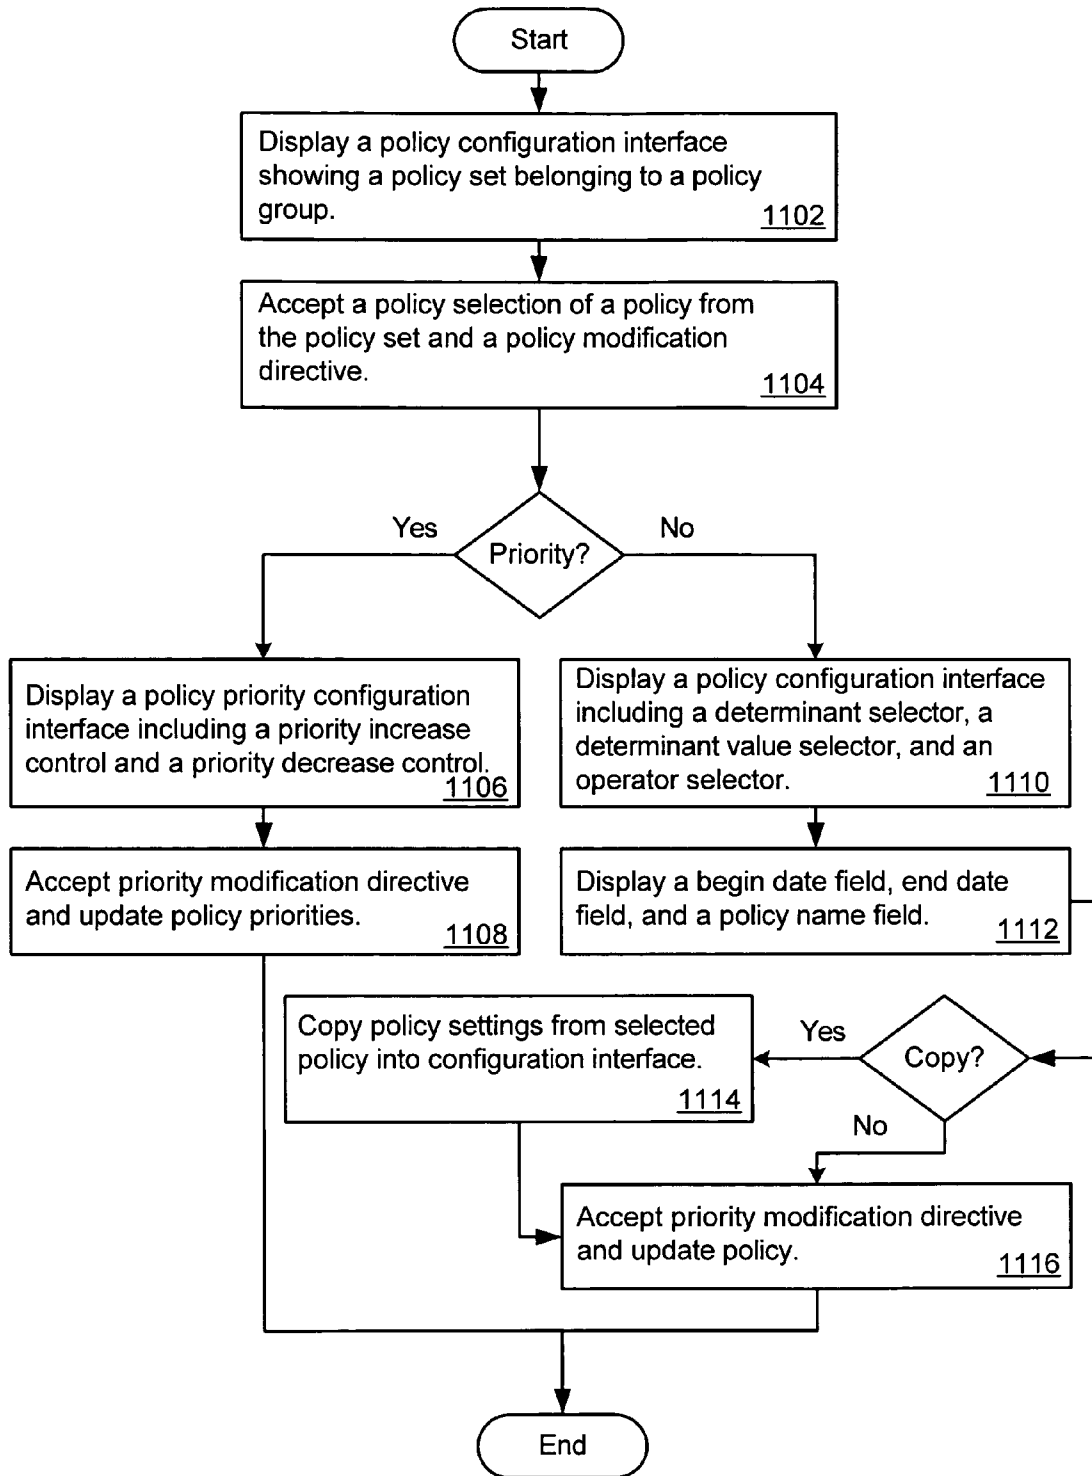 Start
Display a policy configuration interface
showing a policy set belonging to a policy
group.
1102
Accept a policy selection of a policy from
the policy set and a policy modification
directive.
1104
Priority?
Yes
No
Display a policy priority configuration
interface including a priority increase
control and a priority decrease control.
1106
Display a policy configuration interface
including a determinant selector, a
determinant value selector, and an
operator selector.
1110
Accept priority modification directive
and update policy priorities.
1108
Display a begin date field, end date
field, and a policy name field.
1112
Copy policy settings from selected
policy into configuration interface.
1114
Yes
Copy?
No
Accept priority modification directive
and update policy.
1116
End